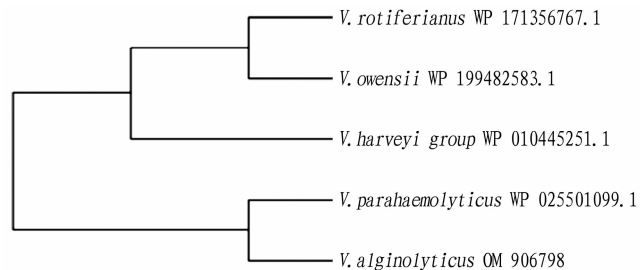 V. rotiferianus WP 171356767.1
V. owensii WP 199482583.1
V. harveyi group WP 010445251.1
V. parahaemolyticus WP 025501099.1
V. alginolyticus OM 906798